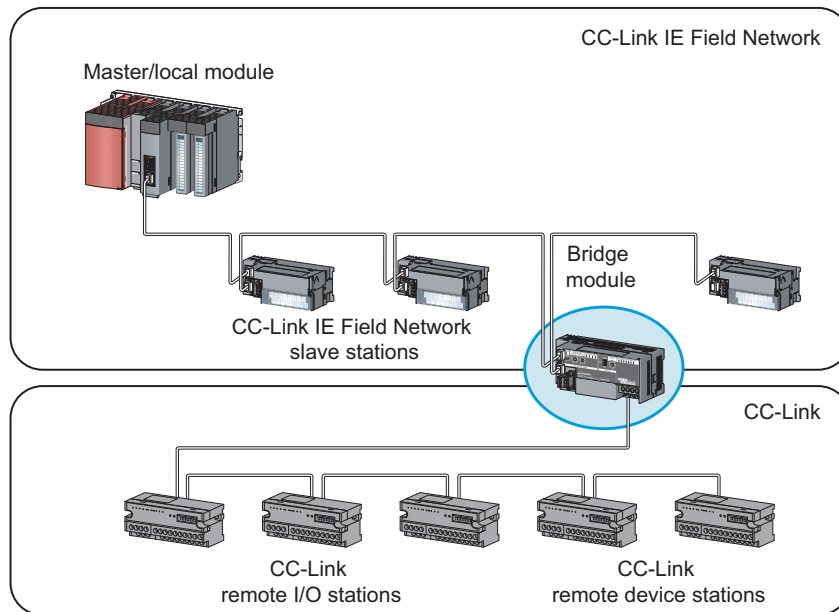 CC-Link IE Field Network
Master/local module
Bridge
module
CC-Link IE Field Network
slave stations
CC-Link
CC-Link
remote I/O stations
CC-Link
remote device stations